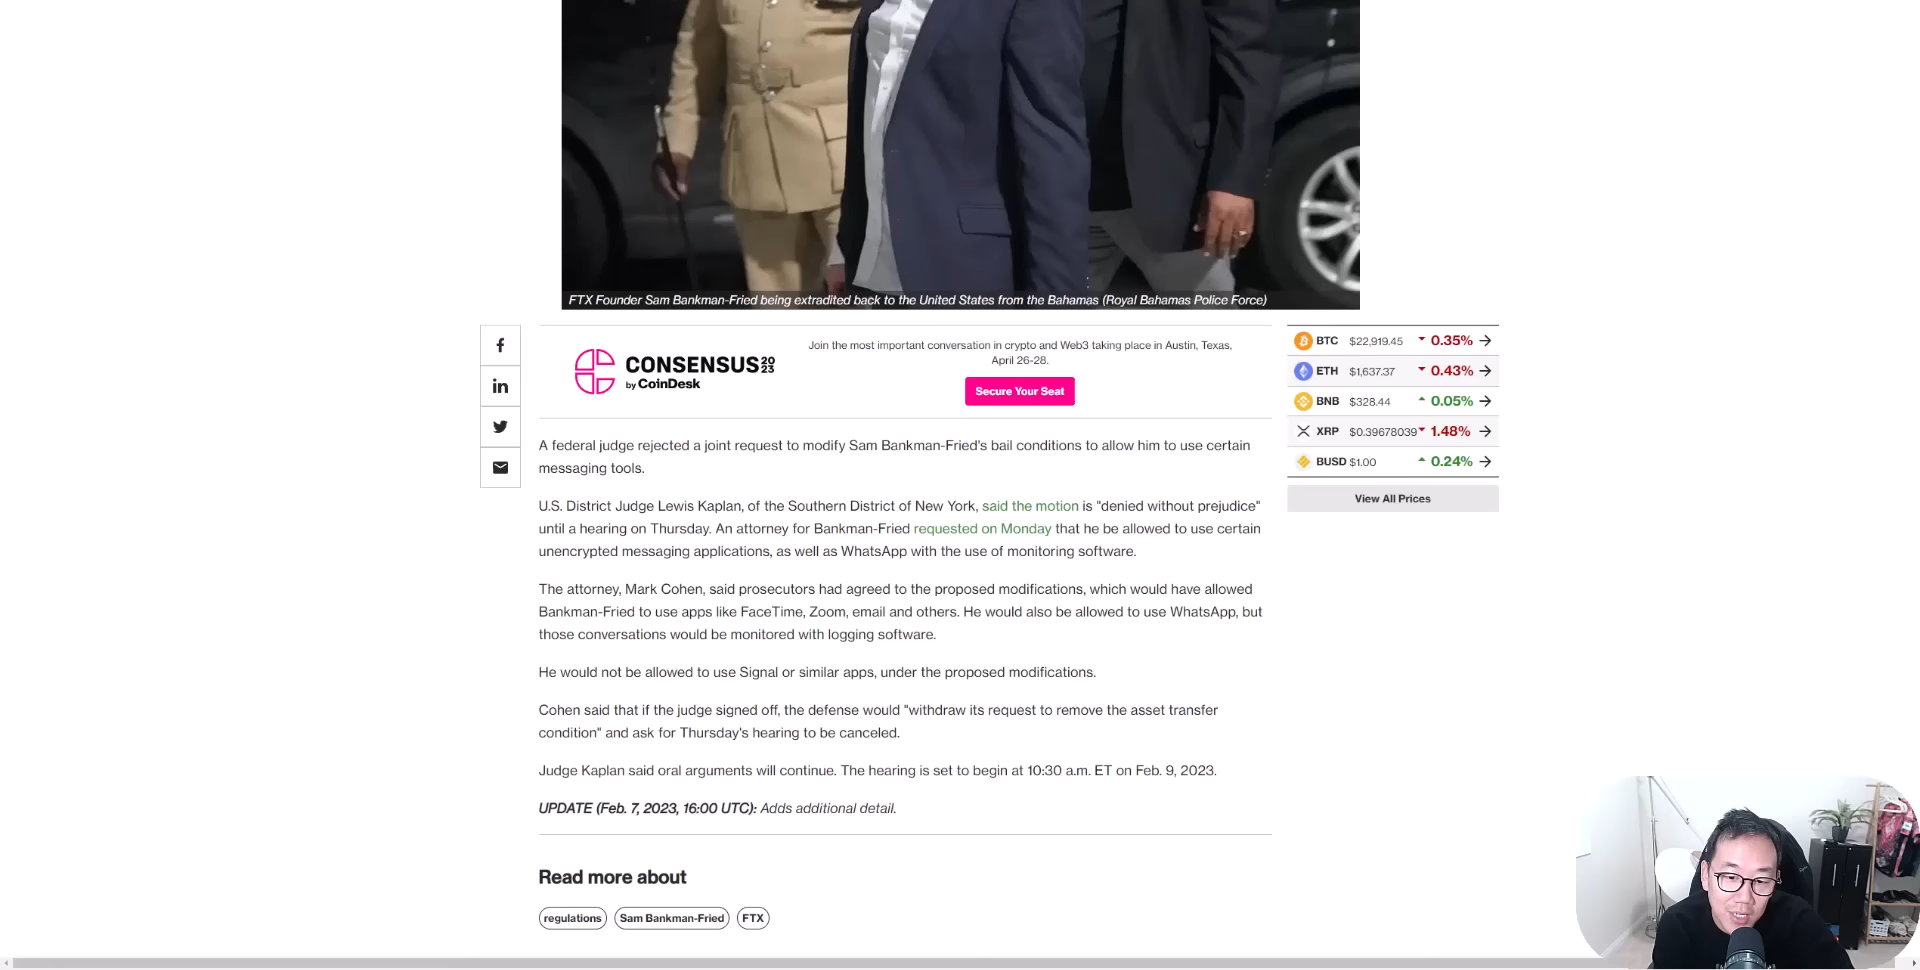 FTX Founder Sam Bankman-Fried being extradited back to the United States from the Bahamas (Royal Bahamas Police Force)
CONSENSUS 20 23
by CoinDesk
Join the most important conversation in crypto and Web3 taking place in Austin, Texas,
April 26-28.
Secure Your Seat
BTC $22,919.45 0.35%
ETH $1,637.37 0.43%
BNB $328.44 0.05%
XRP $0.39678039 1.48%
BUSD $1.00 0.24%
View All Prices
A federal judge rejected a joint request to modify Sam Bankman-Fried's bail conditions to allow him to use certain
messaging tools.
U.S. District Judge Lewis Kaplan, of the Southern District of New York, said the motion is "denied without prejudice"
until a hearing on Thursday. An attorney for Bankman-Fried requested on Monday that he be allowed to use certain
unencrypted messaging applications, as well as WhatsApp with the use of monitoring software.
The attorney, Mark Cohen, said prosecutors had agreed to the proposed modifications, which would have allowed
Bankman-Fried to use apps like FaceTime, Zoom, email and others. He would also be allowed to use WhatsApp, but
those conversations would be monitored with logging software.
He would not be allowed to use Signal or similar apps, under the proposed modifications.
Cohen said that if the judge signed off, the defense would "withdraw its request to remove the asset transfer
condition" and ask for Thursday's hearing to be canceled.
Judge Kaplan said oral arguments will continue. The hearing is set to begin at 10:30 a.m. ET on Feb. 9, 2023.
UPDATE (Feb. 7, 2023, 16:00 UTC): Adds additional detail.
Read more about
regulations
Sam Bankman-Fried
FTX